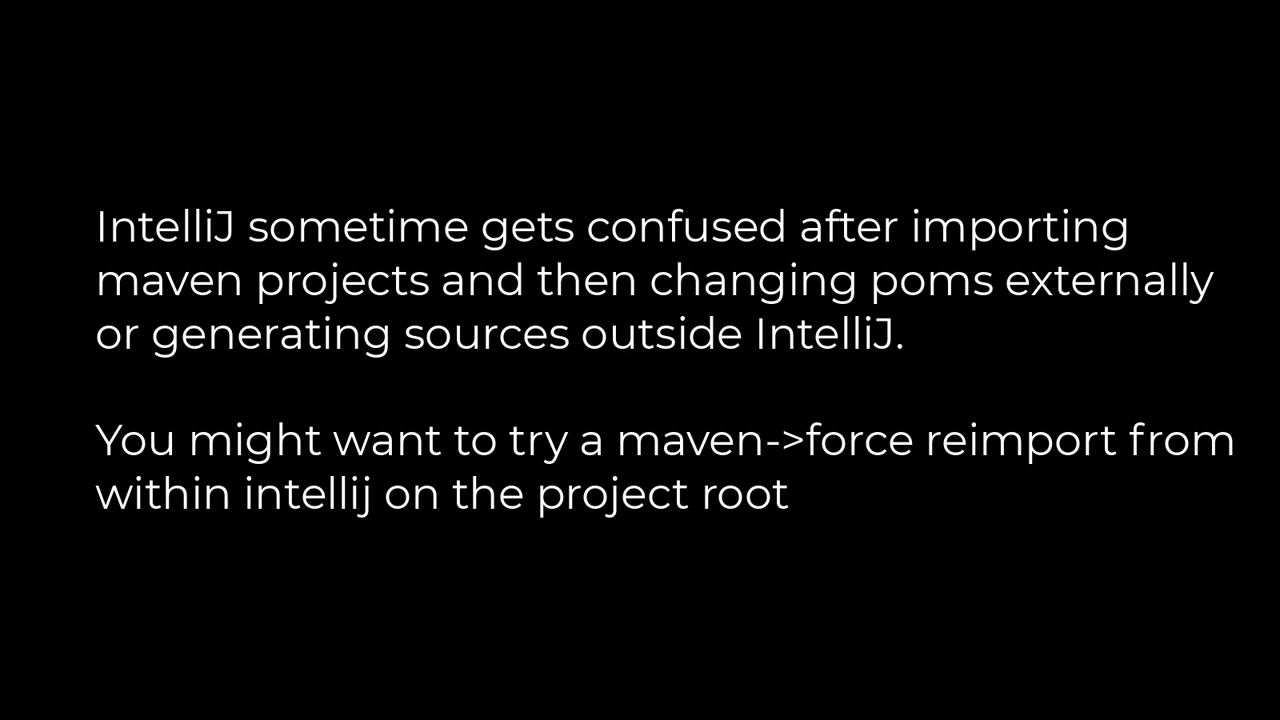 IntelliJ sometime gets confused after importing
maven projects and then changing poms externally
or generating sources outside IntelliJ.
You might want to try a maven->force reimport from
within intellij on the project root